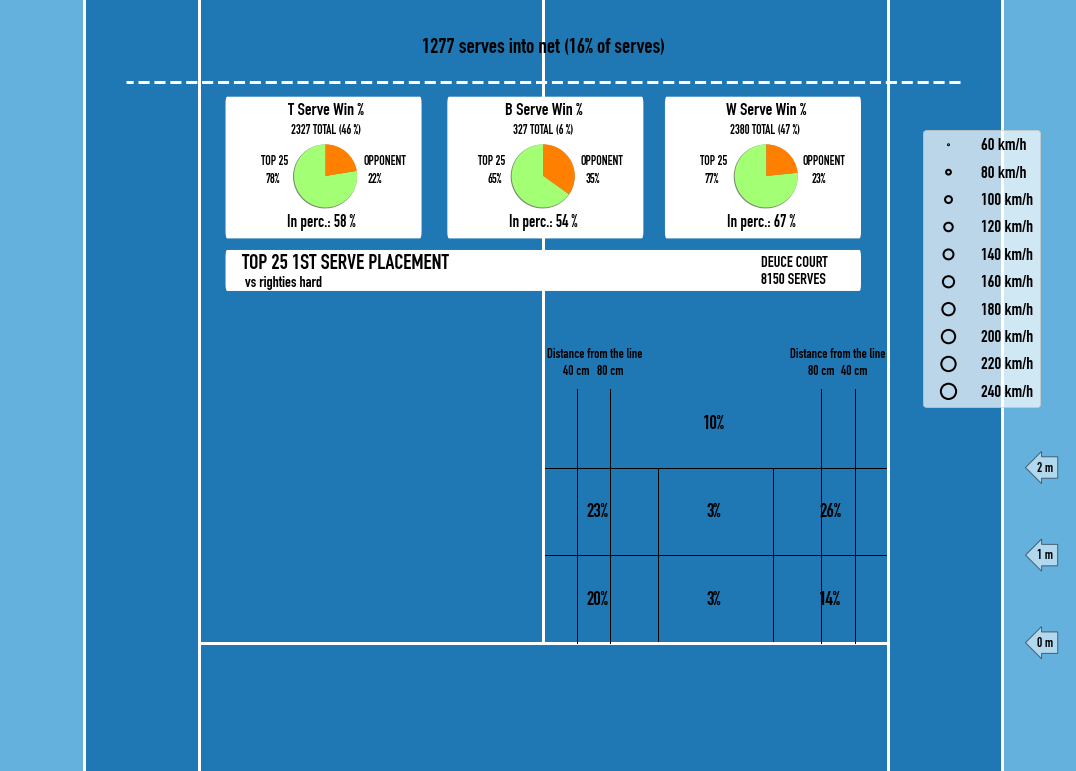 1277 serves into net (16% of serves)
T Serve Win %
2327 TOTAL (46 %)
TOP 25
78%
OPPONENT
22%
In perc.: 58 %
B Serve Win %
327 TOTAL (6 %)
TOP 25
65%
OPPONENT
35%
In perc.: 54 %
W Serve Win %
2380 TOTAL (47 %)
TOP 25
77%
OPPONENT
23%
In perc.: 67 %
TOP 25 1ST SERVE PLACEMENT
vs righties hard
DEUCE COURT
8150 SERVES
60 km/h
80 km/h
100 km/h
120 km/h
140 km/h
160 km/h
180 km/h
200 km/h
220 km/h
240 km/h
Distance from the line
40 cm 80 cm
Distance from the line
80 cm 40 cm
10%
23% 3% 26%
20% 3% 14%
2 m
1 m
0 m